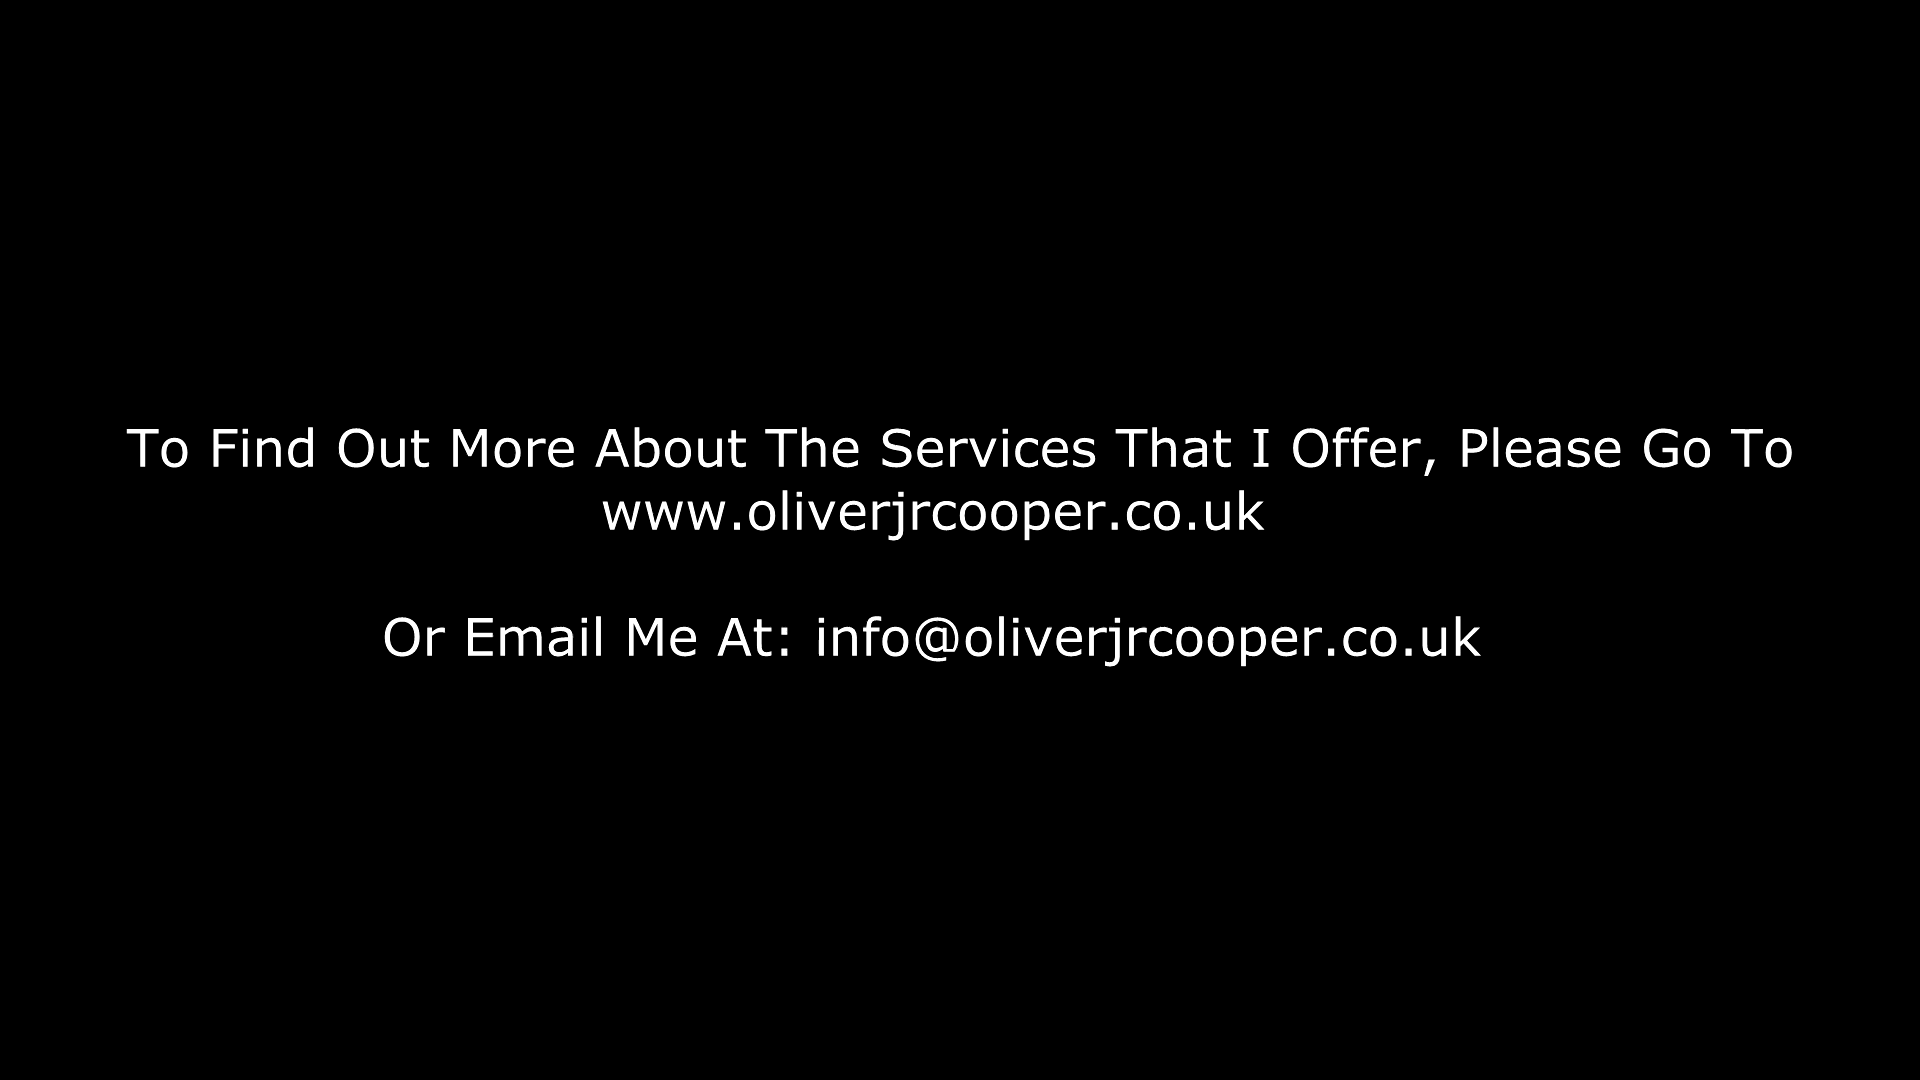 To Find Out More About The Services That I Offer, Please Go To
www.oliverjrcooper.co.uk
Or Email Me At: info@oliverjrcooper.co.uk